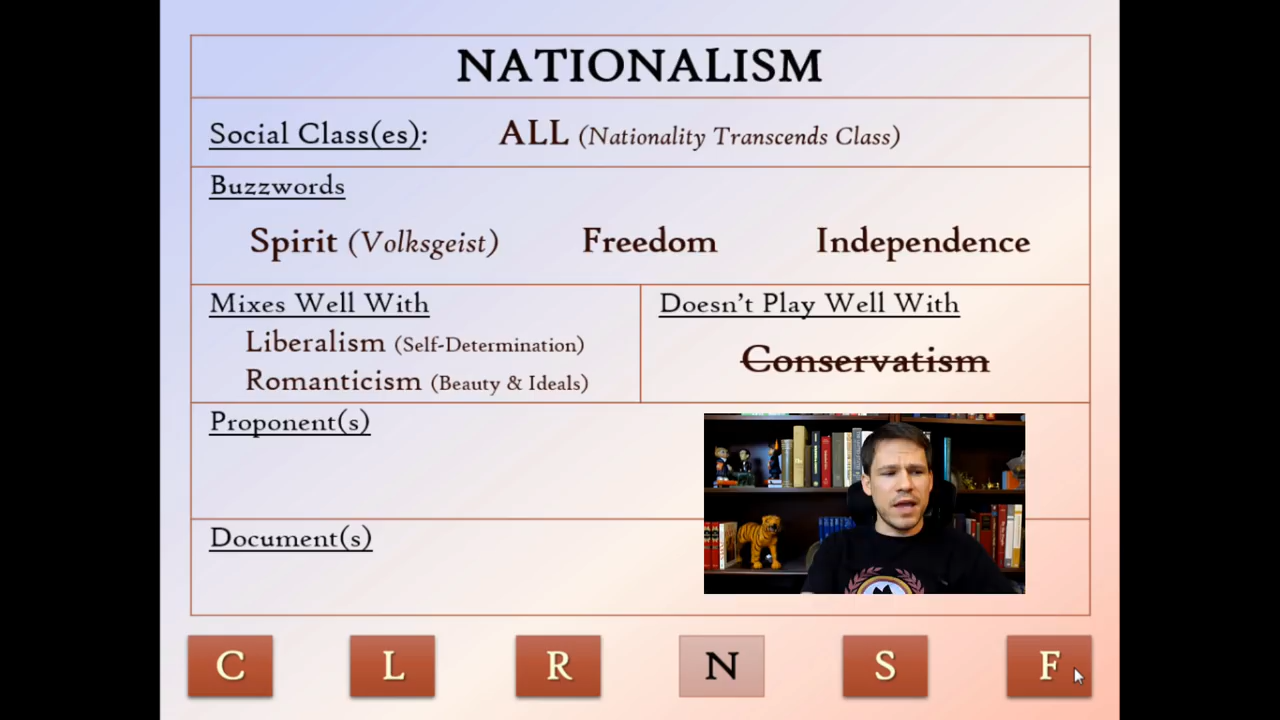 NATIONALISM
Social Class(es): ALL (Nationality Transcends Class)
Buzzwords
Spirit (Volksgeist) Freedom Independence
Mixes Well With
Liberalism (Self-Determination)
Romanticism (Beauty & Ideals)
Doesn't Play Well With
Conservatism
Proponent(s)
Document(s)
C L R N S F